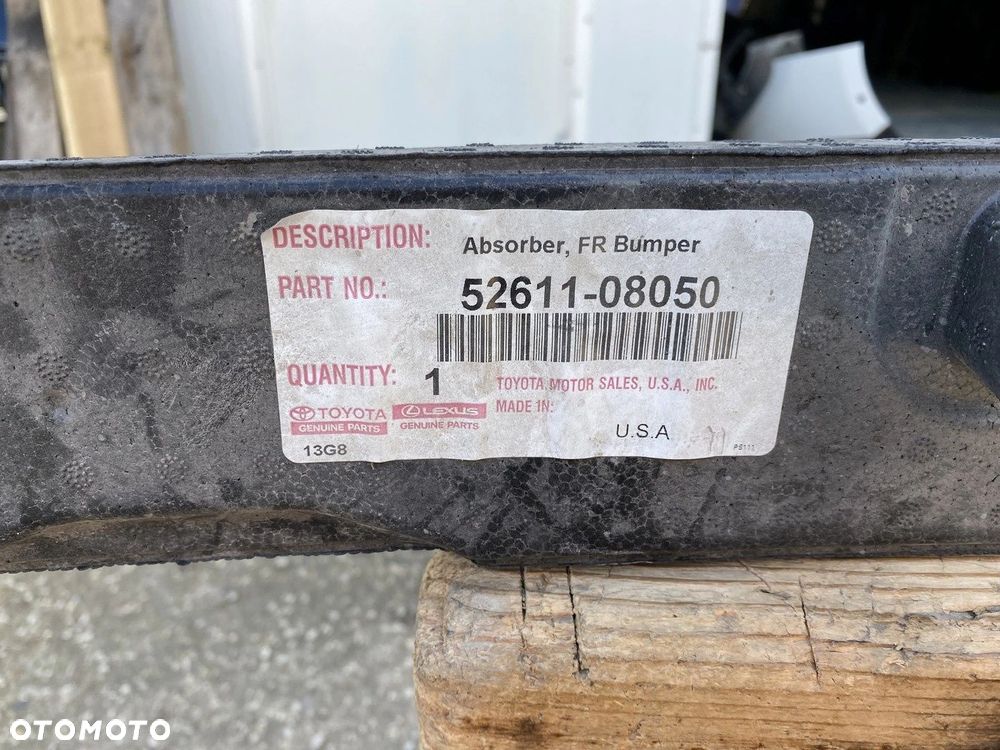 DESCRIPTION: Absorber, FR Bumper
PART NO.: 52611-08050
QUANTITY: 1 TOYOTA MOTOR SALES, U.S.A., INC.
MADE IN:
TOYOTA LEXUS
GENUINE PARTS GENUINE PARTS
U.S.A
13G8
OTOMOTO